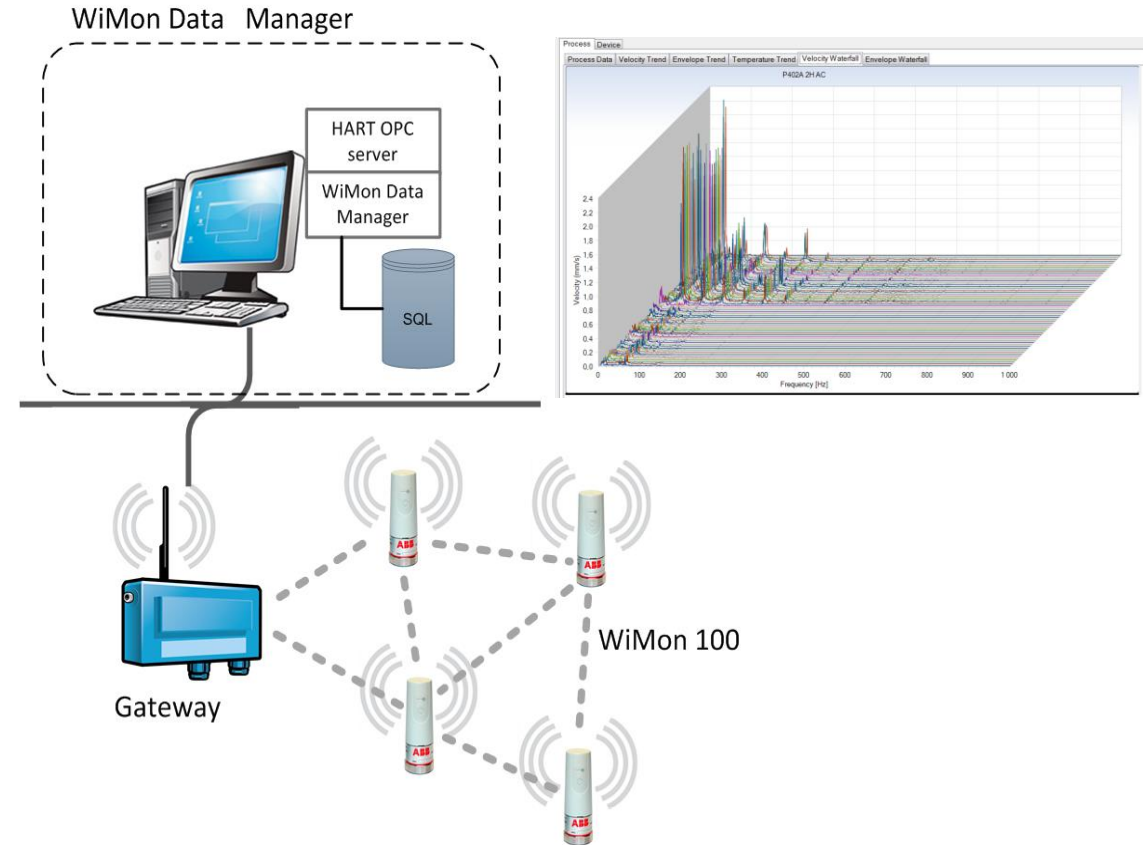 WiMon Data Manager
HART OPC
server
WiMon Data
Manager
SQL
Process Device
Process Data Velocity Trend Envelope Trend Temperature Trend Velocity Waterfall Envelope Waterfall
P402A 2H AC
2.4
2.2
2.0
1.8
1.6
1.4
1.2
1.0
0.8
0.6
0.4
0.2
0.0
Velocity (mm/s)
0 100 200 300 400 500 600 700 800 900 1 000
Frequency [Hz]
ABB
ABB
WiMon 100
Gateway
ABB
ABB